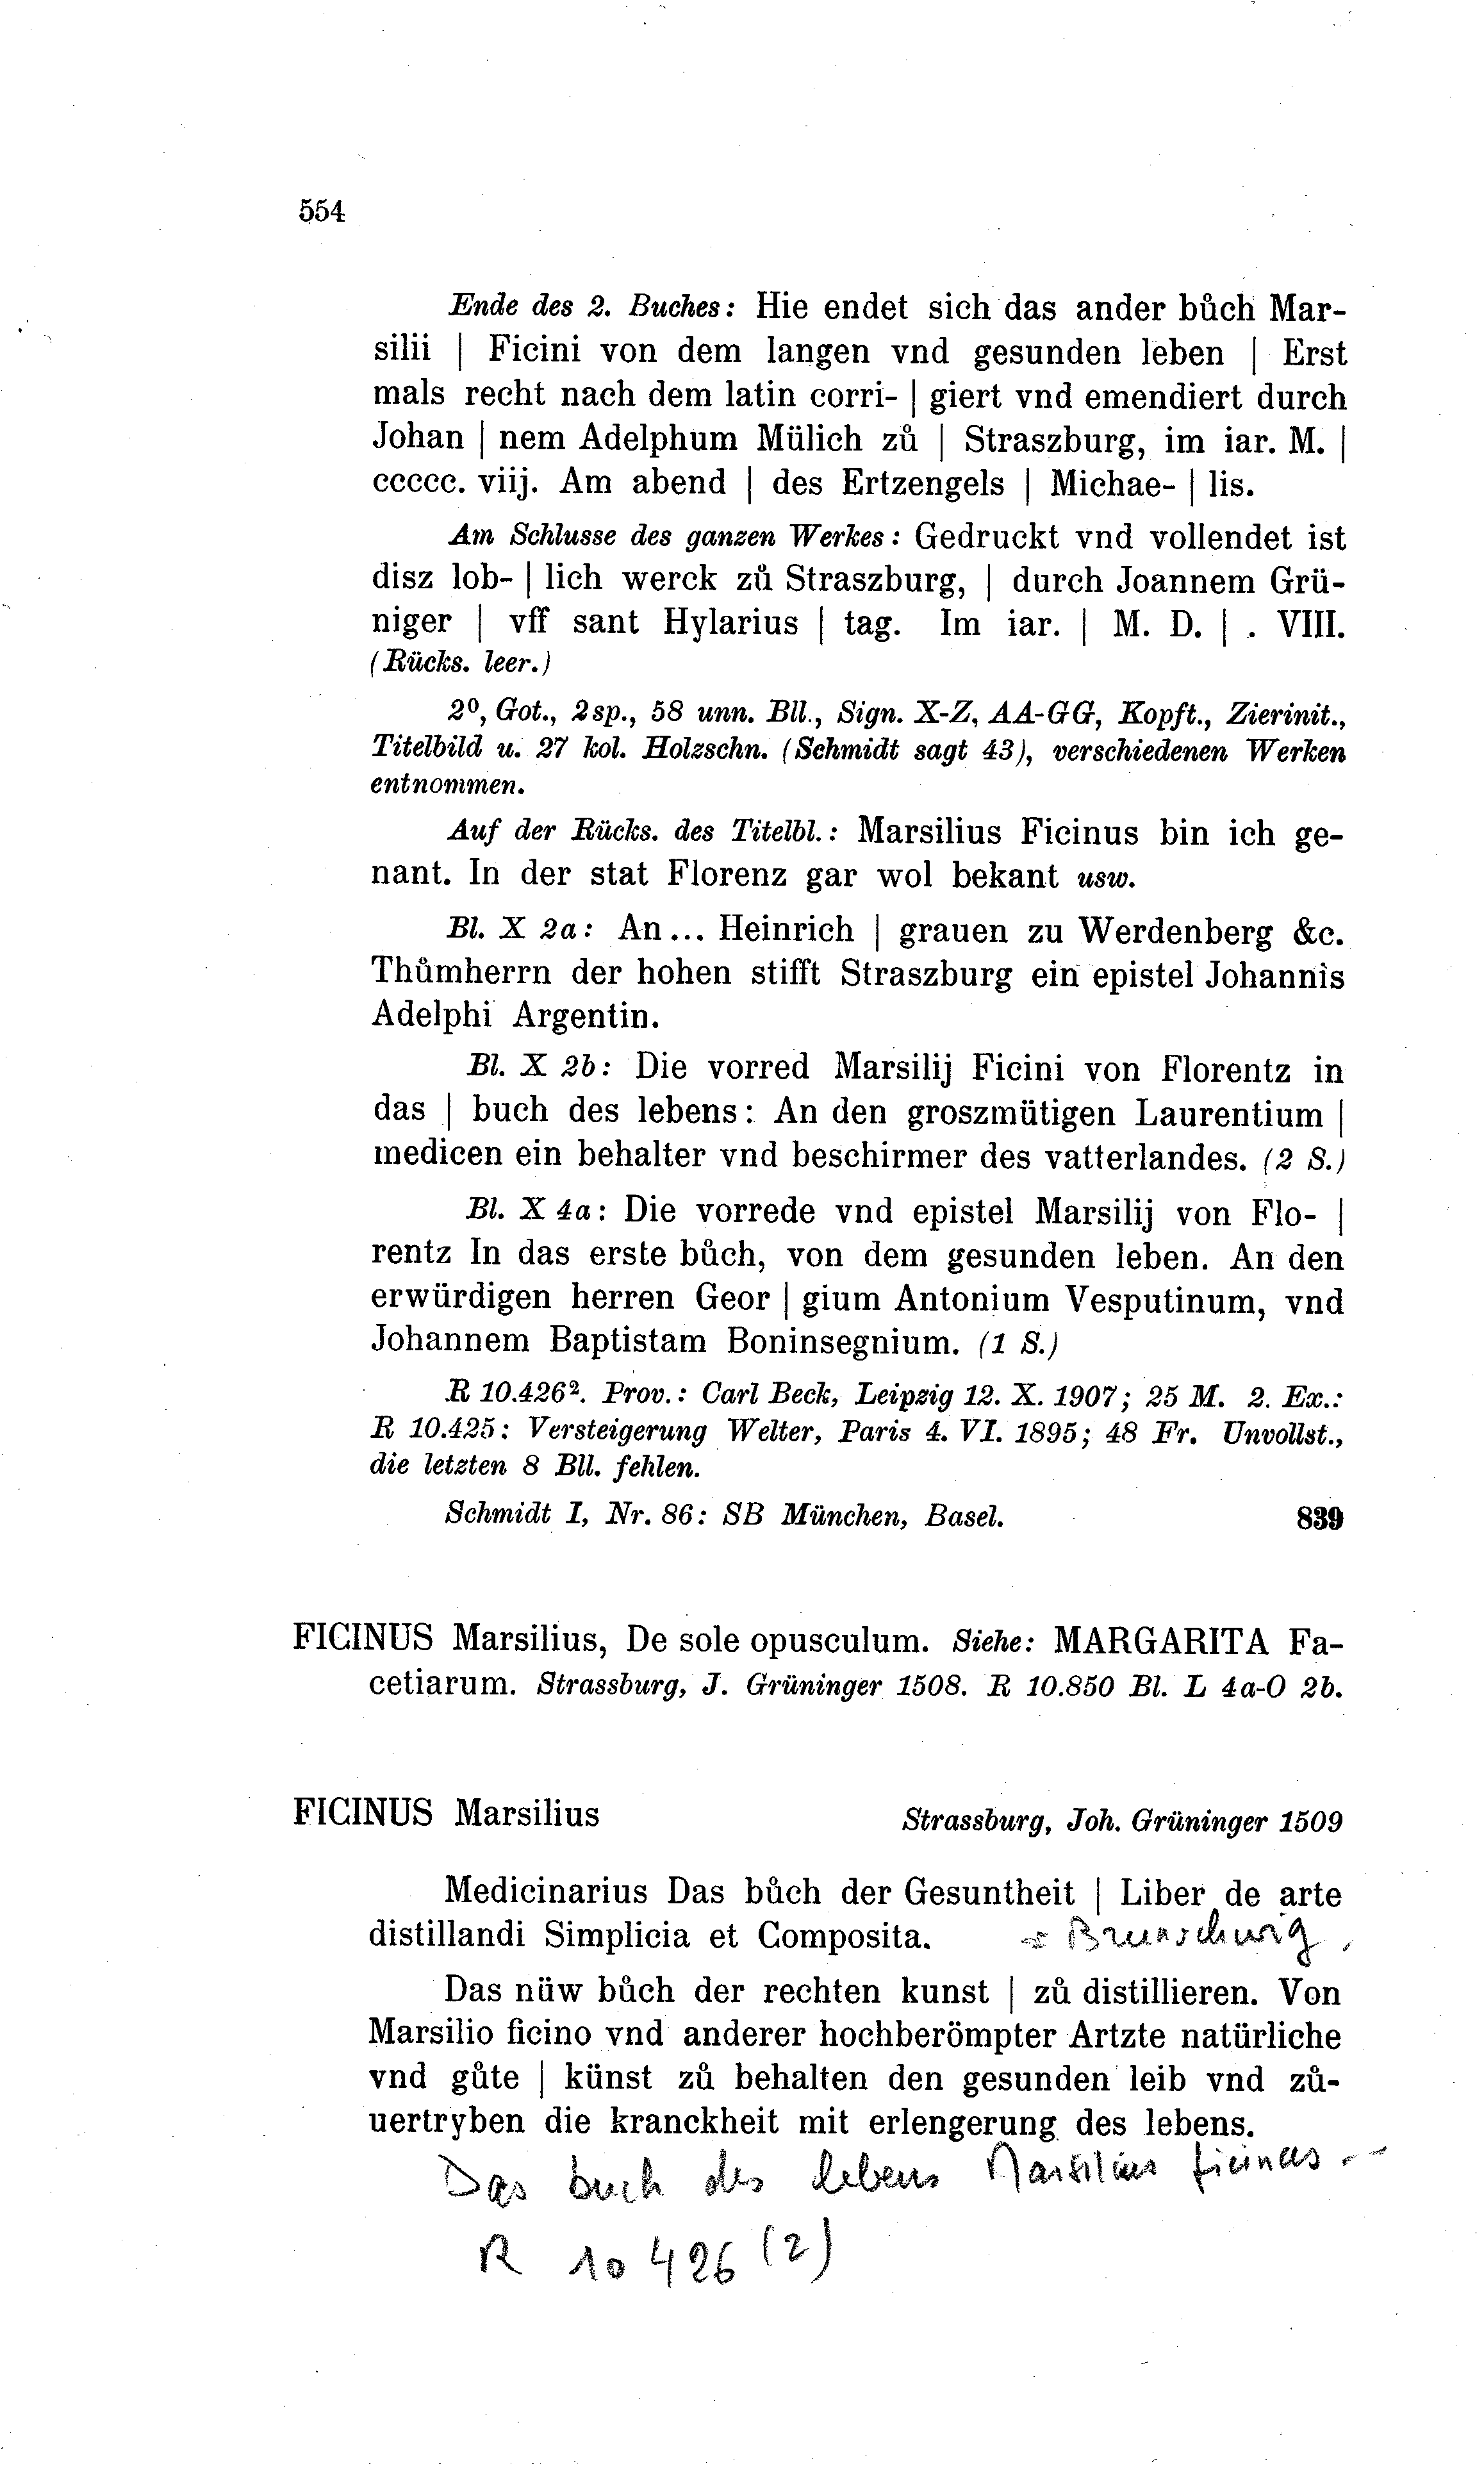 554
Ende des 2. Buches: Hie endet sich das ander bůch Mar-
silii | Ficini von dem langen vnd gesunden leben | Erst
mals recht nach dem latin corri- | giert vnd emendiert durch
Johan | nem Adelphum Mülich zů | Straszburg, im iar. M. |
ccccc. viij. Am abend | des Ertzengels | Michae- | lis.
Am Schlusse des ganzen Werkes: Gedruckt vnd vollendet ist
disz lob- | lich werck zů Straszburg, | durch Joannem Grü-
niger | vff sant Hylarius | tag. Im iar. | M. D. | . VIII.
(Rücks. leer.)
2⁰, Got., 2sp., 58 unn. Bll., Sign. X-Z, AA-GG, Kopft., Zierinit.,
Titelbild u. 27 kol. Holzschn. (Schmidt sagt 43), verschiedenen Werken
entnommen.
Auf der Rücks. des Titelbl.: Marsilius Ficinus bin ich ge-
nant. In der stat Florenz gar wol bekant usw.
Bl. X 2a: An... Heinrich | grauen zu Werdenberg &c.
Thůmherrn der hohen stifft Straszburg ein epistel Johannis
Adelphi Argentin.
Bl. X 2b: Die vorred Marsilij Ficini von Florentz in
das | buch des lebens: An den groszmütigen Laurentium |
medicen ein behalter vnd beschirmer des vatterlandes. (2 S.)
Bl. X 4a: Die vorrede vnd epistel Marsilij von Flo- |
rentz In das erste bůch, von dem gesunden leben. An den
erwürdigen herren Geor | gium Antonium Vesputinum, vnd
Johannem Baptistam Boninsegnium. (1 S.)
R 10.426². Prov.: Carl Beck, Leipzig 12. X. 1907; 25 M. 2. Ex.:
R 10.425: Versteigerung Welter, Paris 4. VI. 1895; 48 Fr. Unvollst.,
die letzten 8 Bll. fehlen.
Schmidt I, Nr. 86: SB München, Basel. 839
FICINUS Marsilius, De sole opusculum. Siehe: MARGARITA Fa-
cetiarum. Strassburg, J. Grüninger 1508. R 10.850 Bl. L 4a-O 2b.
FICINUS Marsilius Strassburg, Joh. Grüninger 1509
Medicinarius Das bůch der Gesuntheit | Liber de arte
distillandi Simplicia et Composita. Brunschwig
Das nüw bůch der rechten kunst | zů distillieren. Von
Marsilio ficino vnd anderer hochberömpter Artzte natürliche
vnd gůte | künst zů behalten den gesunden leib vnd zů-
uertryben die kranckheit mit erlengerung des lebens.
Das buch des lebens Marsilius ficinus . --
R 10 426 (2)